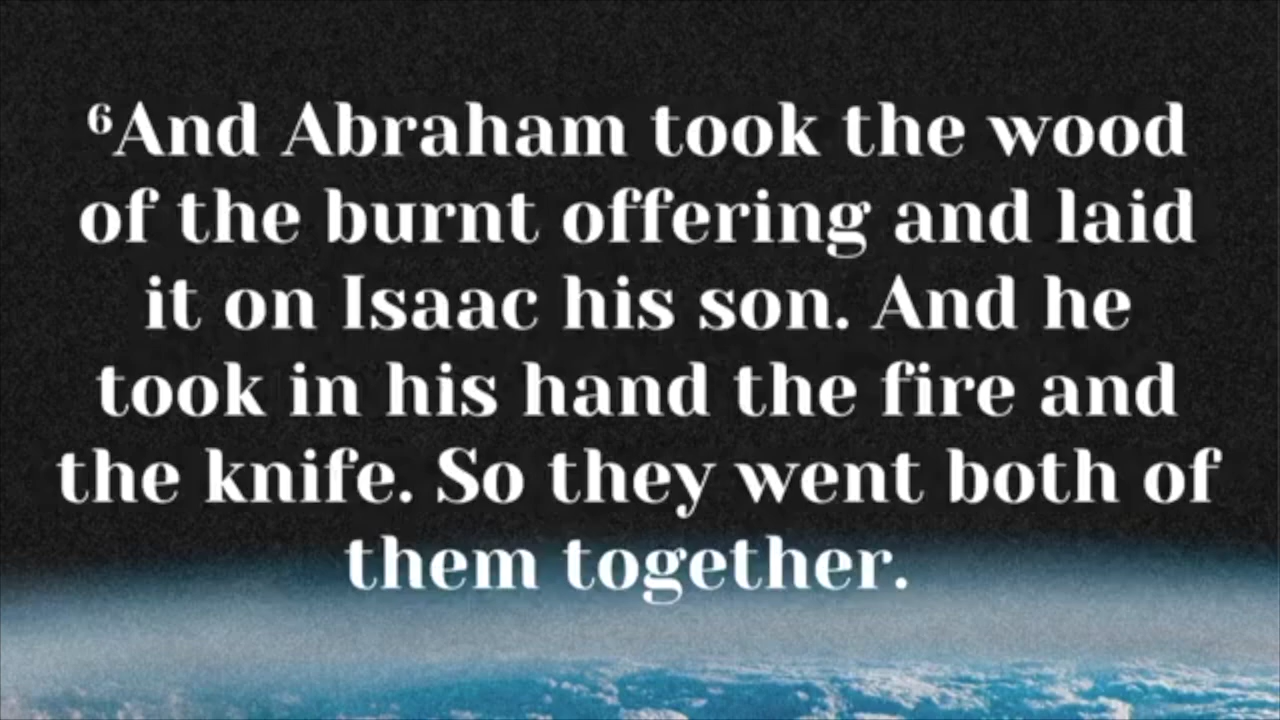 ⁶And Abraham took the wood
of the burnt offering and laid
it on Isaac his son. And he
took in his hand the fire and
the knife. So they went both of
them together.